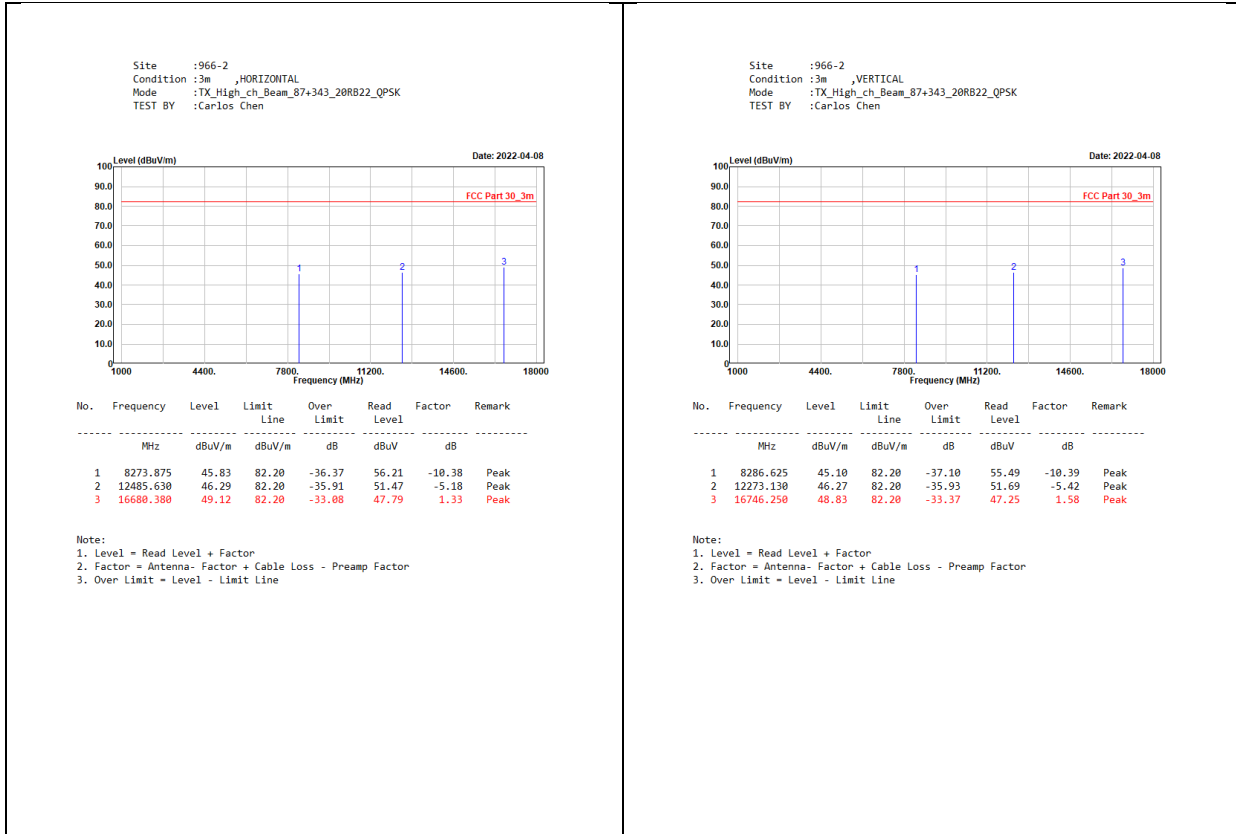 Site :966-2
Condition :3m ,HORIZONTAL
Mode :TX_High_ch_Beam_87+343_20RB22_QPSK
TEST BY :Carlos Chen
Level (dBuV/m) Date: 2022-04-08
100
90.0
FCC Part 30_3m
80.0
70.0
60.0
50.0
1 2 3
40.0
30.0
20.0
10.0
0
1000 4400. 7800. 11200. 14600. 18000
Frequency (MHz)
No. Frequency Level Limit Over Read Factor Remark
Line Limit Level
------ ----------- -------- --------- --------- -------- -------- ---------
MHz dBuV/m dBuV/m dB dBuV dB
1 8273.875 45.83 82.20 -36.37 56.21 -10.38 Peak
2 12485.630 46.29 82.20 -35.91 51.47 -5.18 Peak
3 16680.380 49.12 82.20 -33.08 47.79 1.33 Peak
Note:
1. Level = Read Level + Factor
2. Factor = Antenna- Factor + Cable Loss - Preamp Factor
3. Over Limit = Level - Limit Line
Site :966-2
Condition :3m ,VERTICAL
Mode :TX_High_ch_Beam_87+343_20RB22_QPSK
TEST BY :Carlos Chen
Level (dBuV/m) Date: 2022-04-08
100
90.0
FCC Part 30_3m
80.0
70.0
60.0
50.0
1 2 3
40.0
30.0
20.0
10.0
0
1000 4400. 7800. 11200. 14600. 18000
Frequency (MHz)
No. Frequency Level Limit Over Read Factor Remark
Line Limit Level
------ ----------- -------- --------- --------- -------- -------- ---------
MHz dBuV/m dBuV/m dB dBuV dB
1 8286.625 45.10 82.20 -37.10 55.49 -10.39 Peak
2 12273.130 46.27 82.20 -35.93 51.69 -5.42 Peak
3 16746.250 48.83 82.20 -33.37 47.25 1.58 Peak
Note:
1. Level = Read Level + Factor
2. Factor = Antenna- Factor + Cable Loss - Preamp Factor
3. Over Limit = Level - Limit Line